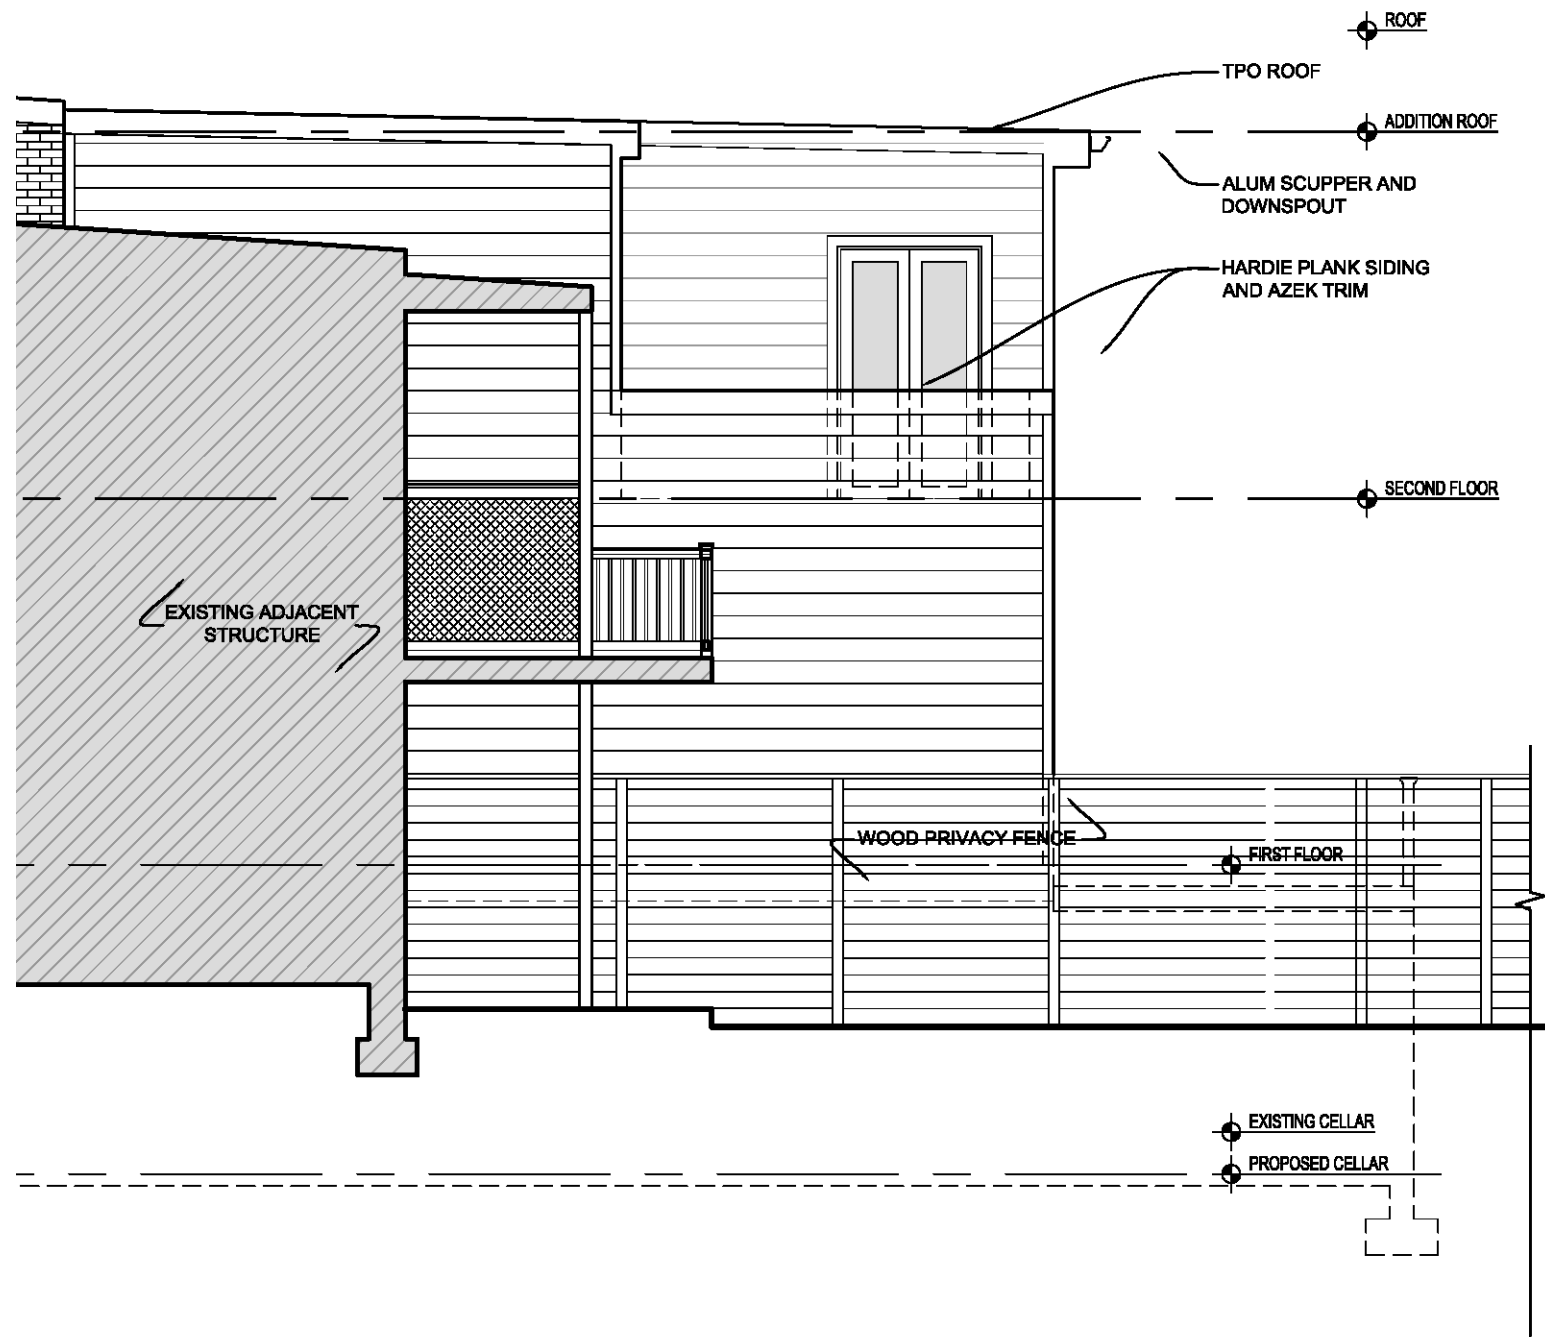 ROOF
TPO ROOF
ADDITION ROOF
ALUM SCUPPER AND
DOWNSPOUT
HARDIE PLANK SIDING
AND AZEK TRIM
SECOND FLOOR
EXISTING ADJACENT
STRUCTURE
WOOD PRIVACY FENCE
FIRST FLOOR
EXISTING CELLAR
PROPOSED CELLAR